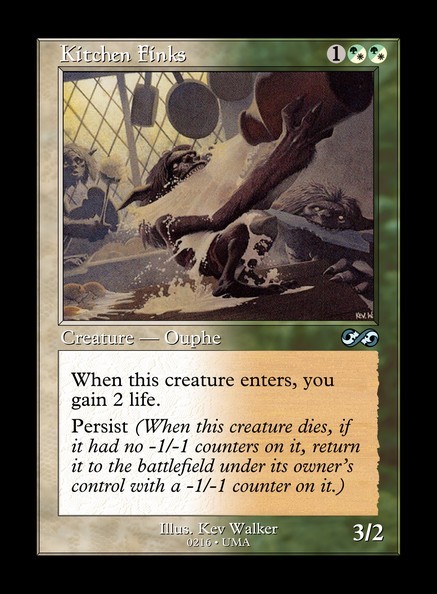 Kitchen Finks 1
KEV.W
Creature — Ouphe
When this creature enters, you
gain 2 life.
Persist (When this creature dies, if
it had no -1/-1 counters on it, return
it to the battlefield under its owner's
control with a -1/-1 counter on it.)
Illus. Kev Walker
0216 • UMA
3/2